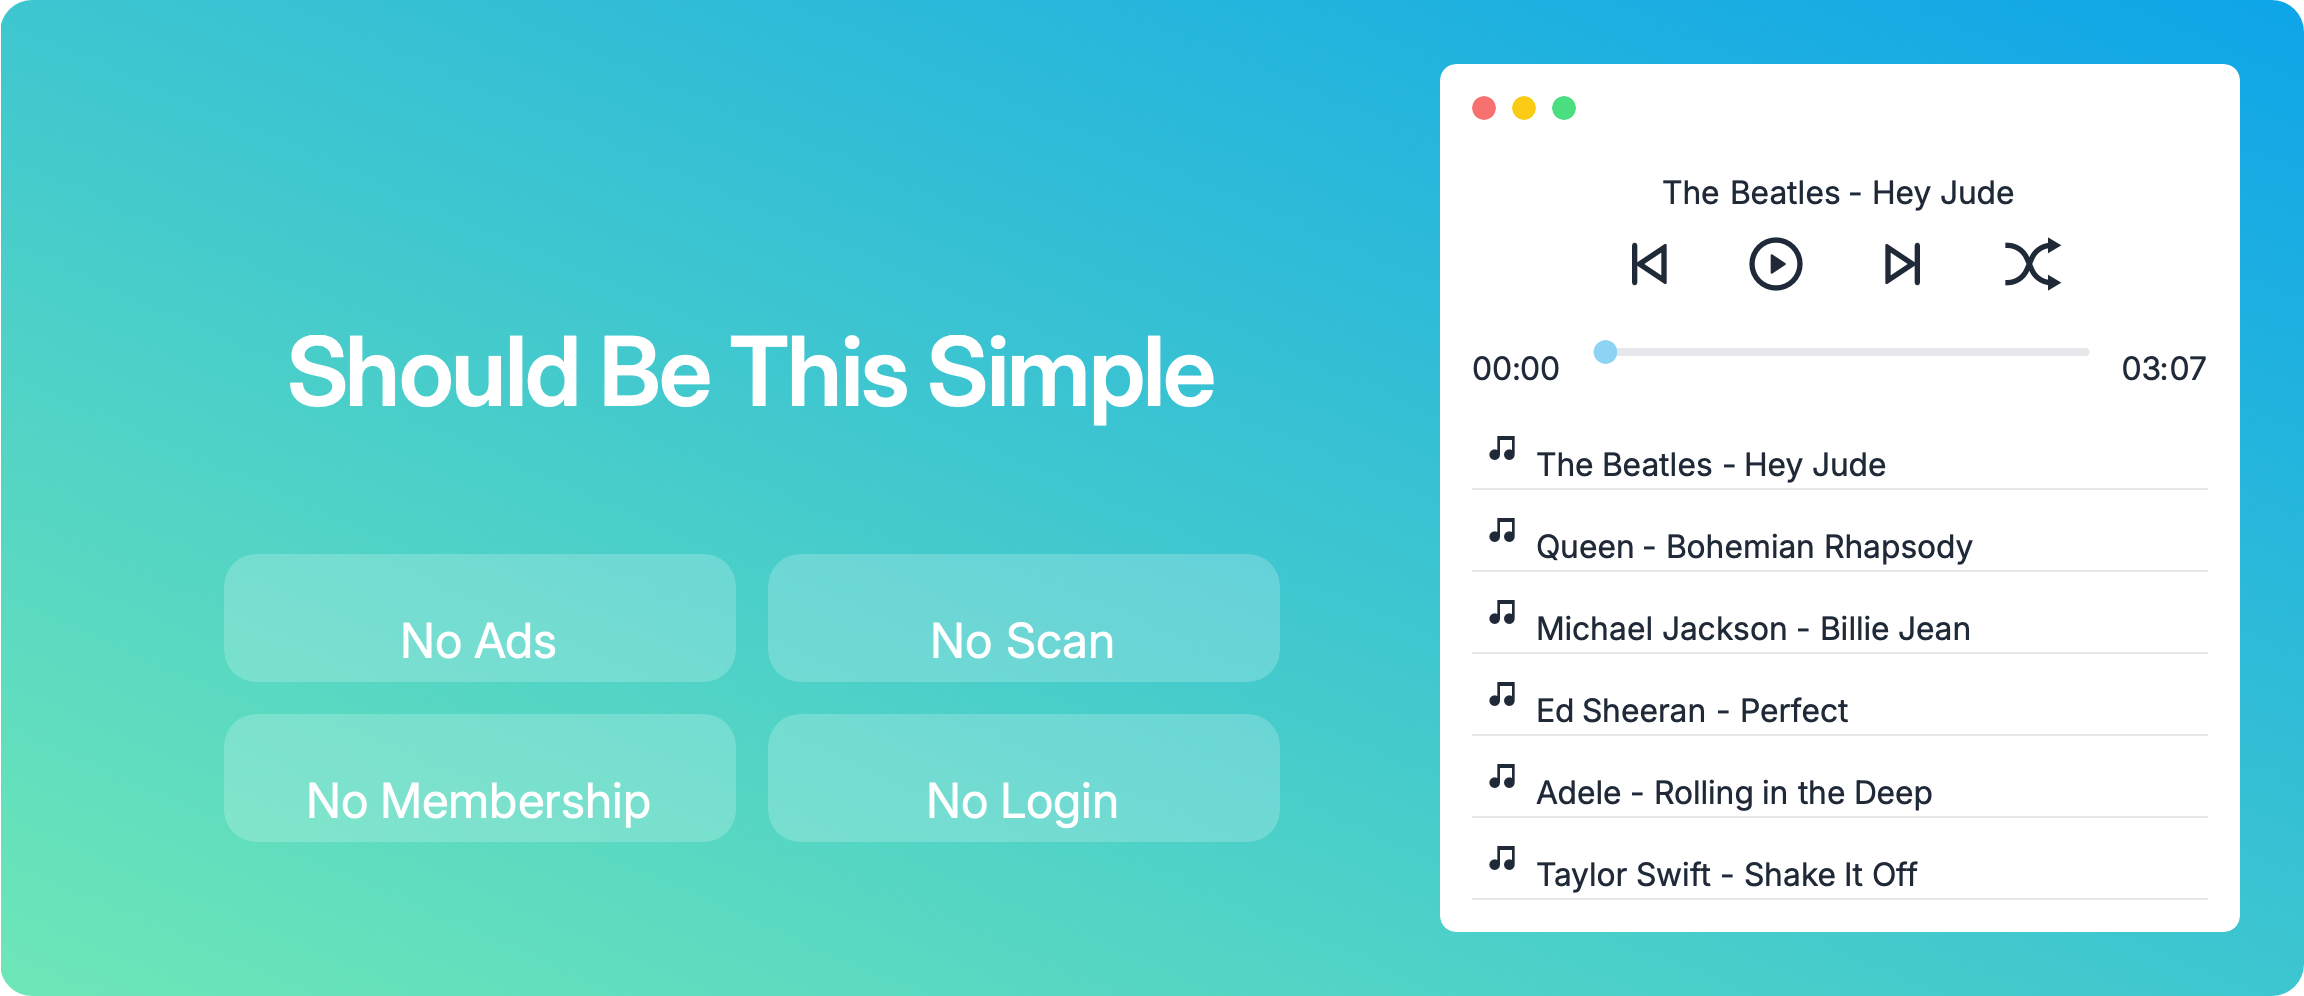 Should Be This Simple
No Ads
No Scan
No Membership
No Login
The Beatles - Hey Jude
00:00
03:07
The Beatles - Hey Jude
Queen - Bohemian Rhapsody
Michael Jackson - Billie Jean
Ed Sheeran - Perfect
Adele - Rolling in the Deep
Taylor Swift - Shake It Off